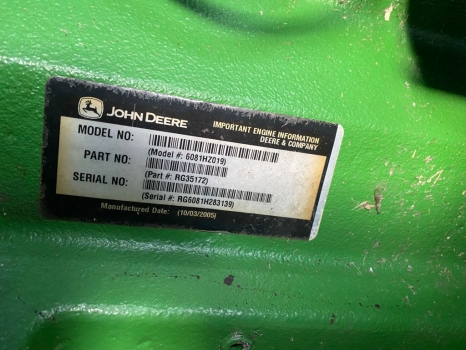 JOHN DEERE
IMPORTANT ENGINE INFORMATION
DEERE & COMPANY
MODEL NO:
(Model #: 6081HZ019)
PART NO:
(Part #: RG35172)
SERIAL NO:
(Serial #: RG6081H283139)
Manufactured Date: (10/03/2005)